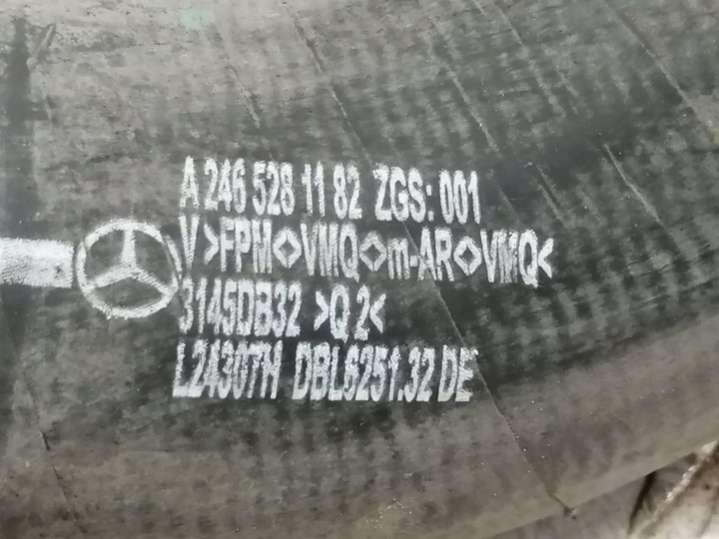 A 246 528 11 82 ZGS: 001
V >FPM<>VMQ<>m-AR<>VMQ<
3145DB32 >Q 2<
L24307H DBL6251.32 DE